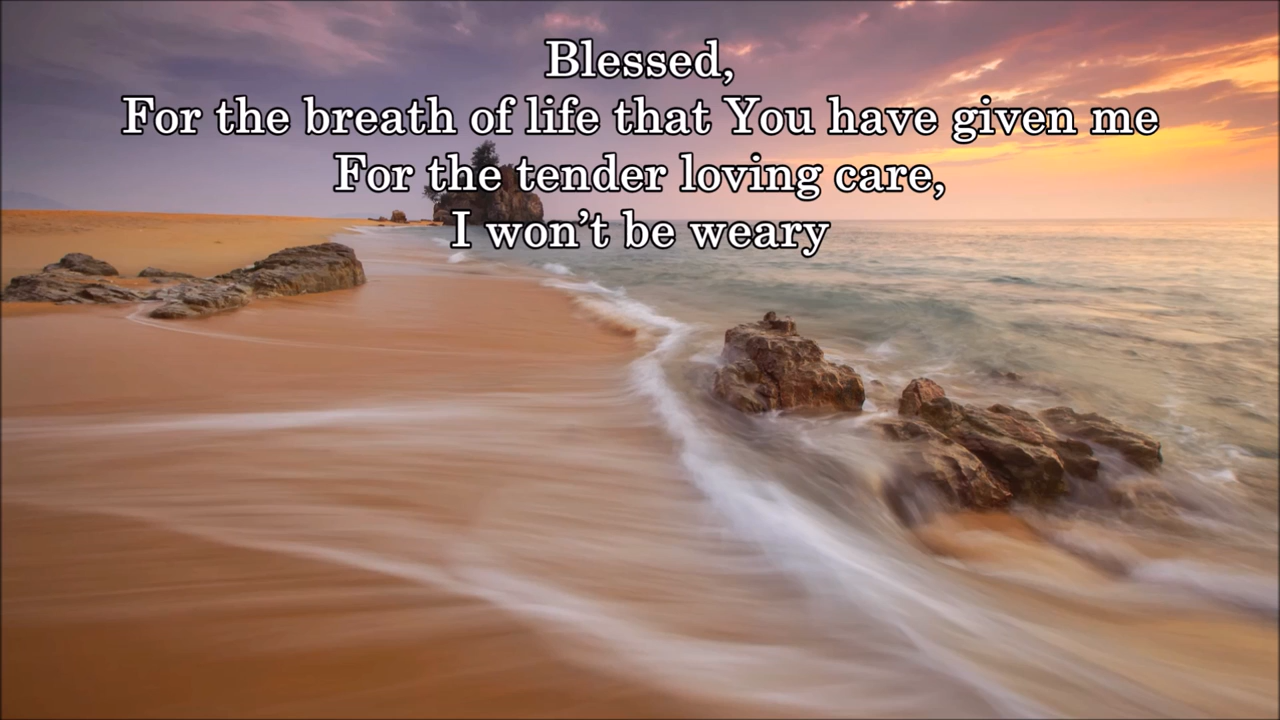 Blessed,
For the breath of life that You have given me
For the tender loving care,
I won’t be weary